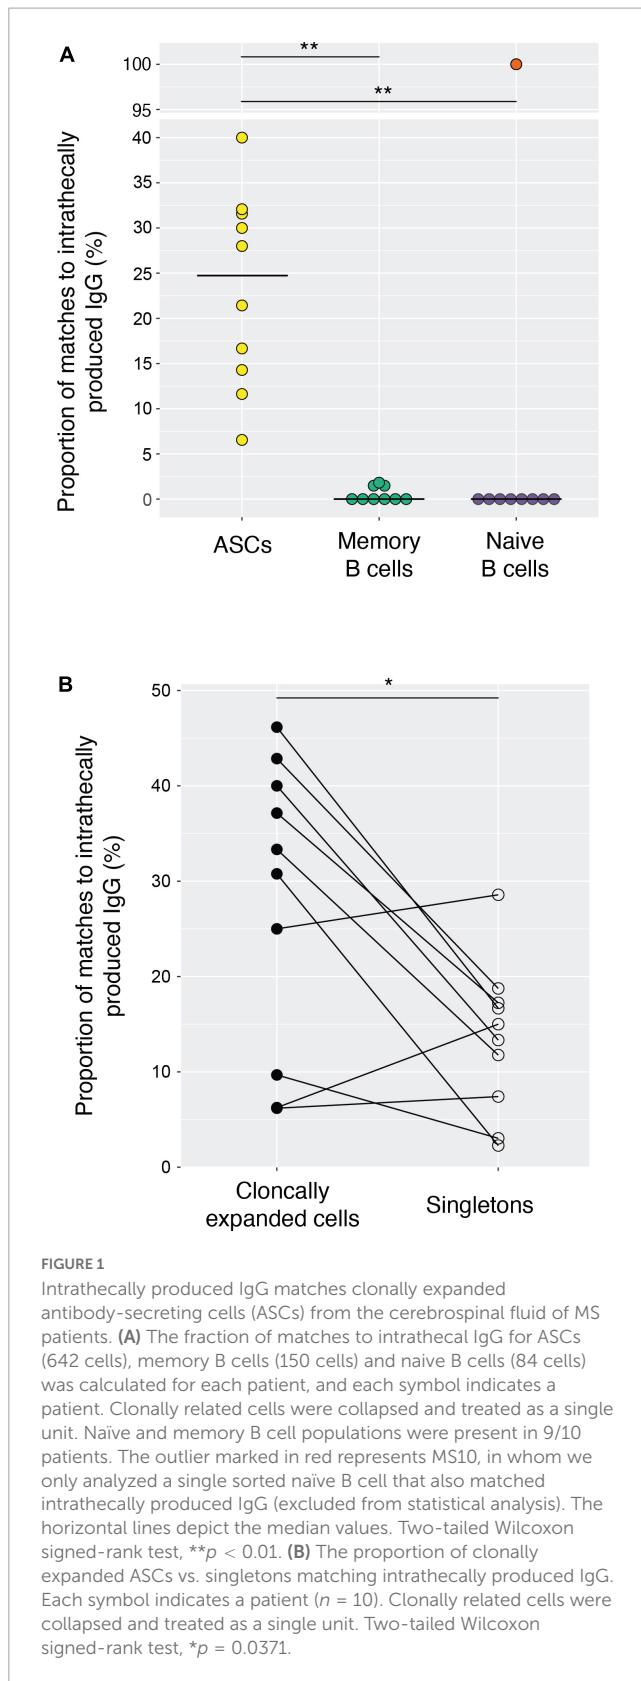 A
**
100
**
95
40
35
30
25
20
15
10
5
0
Proportion of matches to intrathecally
produced IgG (%)
ASCs
Memory
B cells
Naive
B cells
B
*
50
40
30
20
10
0
Proportion of matches to intrathecally
produced IgG (%)
Cloncally
expanded cells
Singletons
FIGURE 1
Intrathecally produced IgG matches clonally expanded
antibody-secreting cells (ASCs) from the cerebrospinal fluid of MS
patients. (A) The fraction of matches to intrathecal IgG for ASCs
(642 cells), memory B cells (150 cells) and naive B cells (84 cells)
was calculated for each patient, and each symbol indicates a
patient. Clonally related cells were collapsed and treated as a single
unit. Naïve and memory B cell populations were present in 9/10
patients. The outlier marked in red represents MS10, in whom we
only analyzed a single sorted naïve B cell that also matched
intrathecally produced IgG (excluded from statistical analysis). The
horizontal lines depict the median values. Two-tailed Wilcoxon
signed-rank test, **p < 0.01. (B) The proportion of clonally
expanded ASCs vs. singletons matching intrathecally produced IgG.
Each symbol indicates a patient (n = 10). Clonally related cells were
collapsed and treated as a single unit. Two-tailed Wilcoxon
signed-rank test, *p = 0.0371.